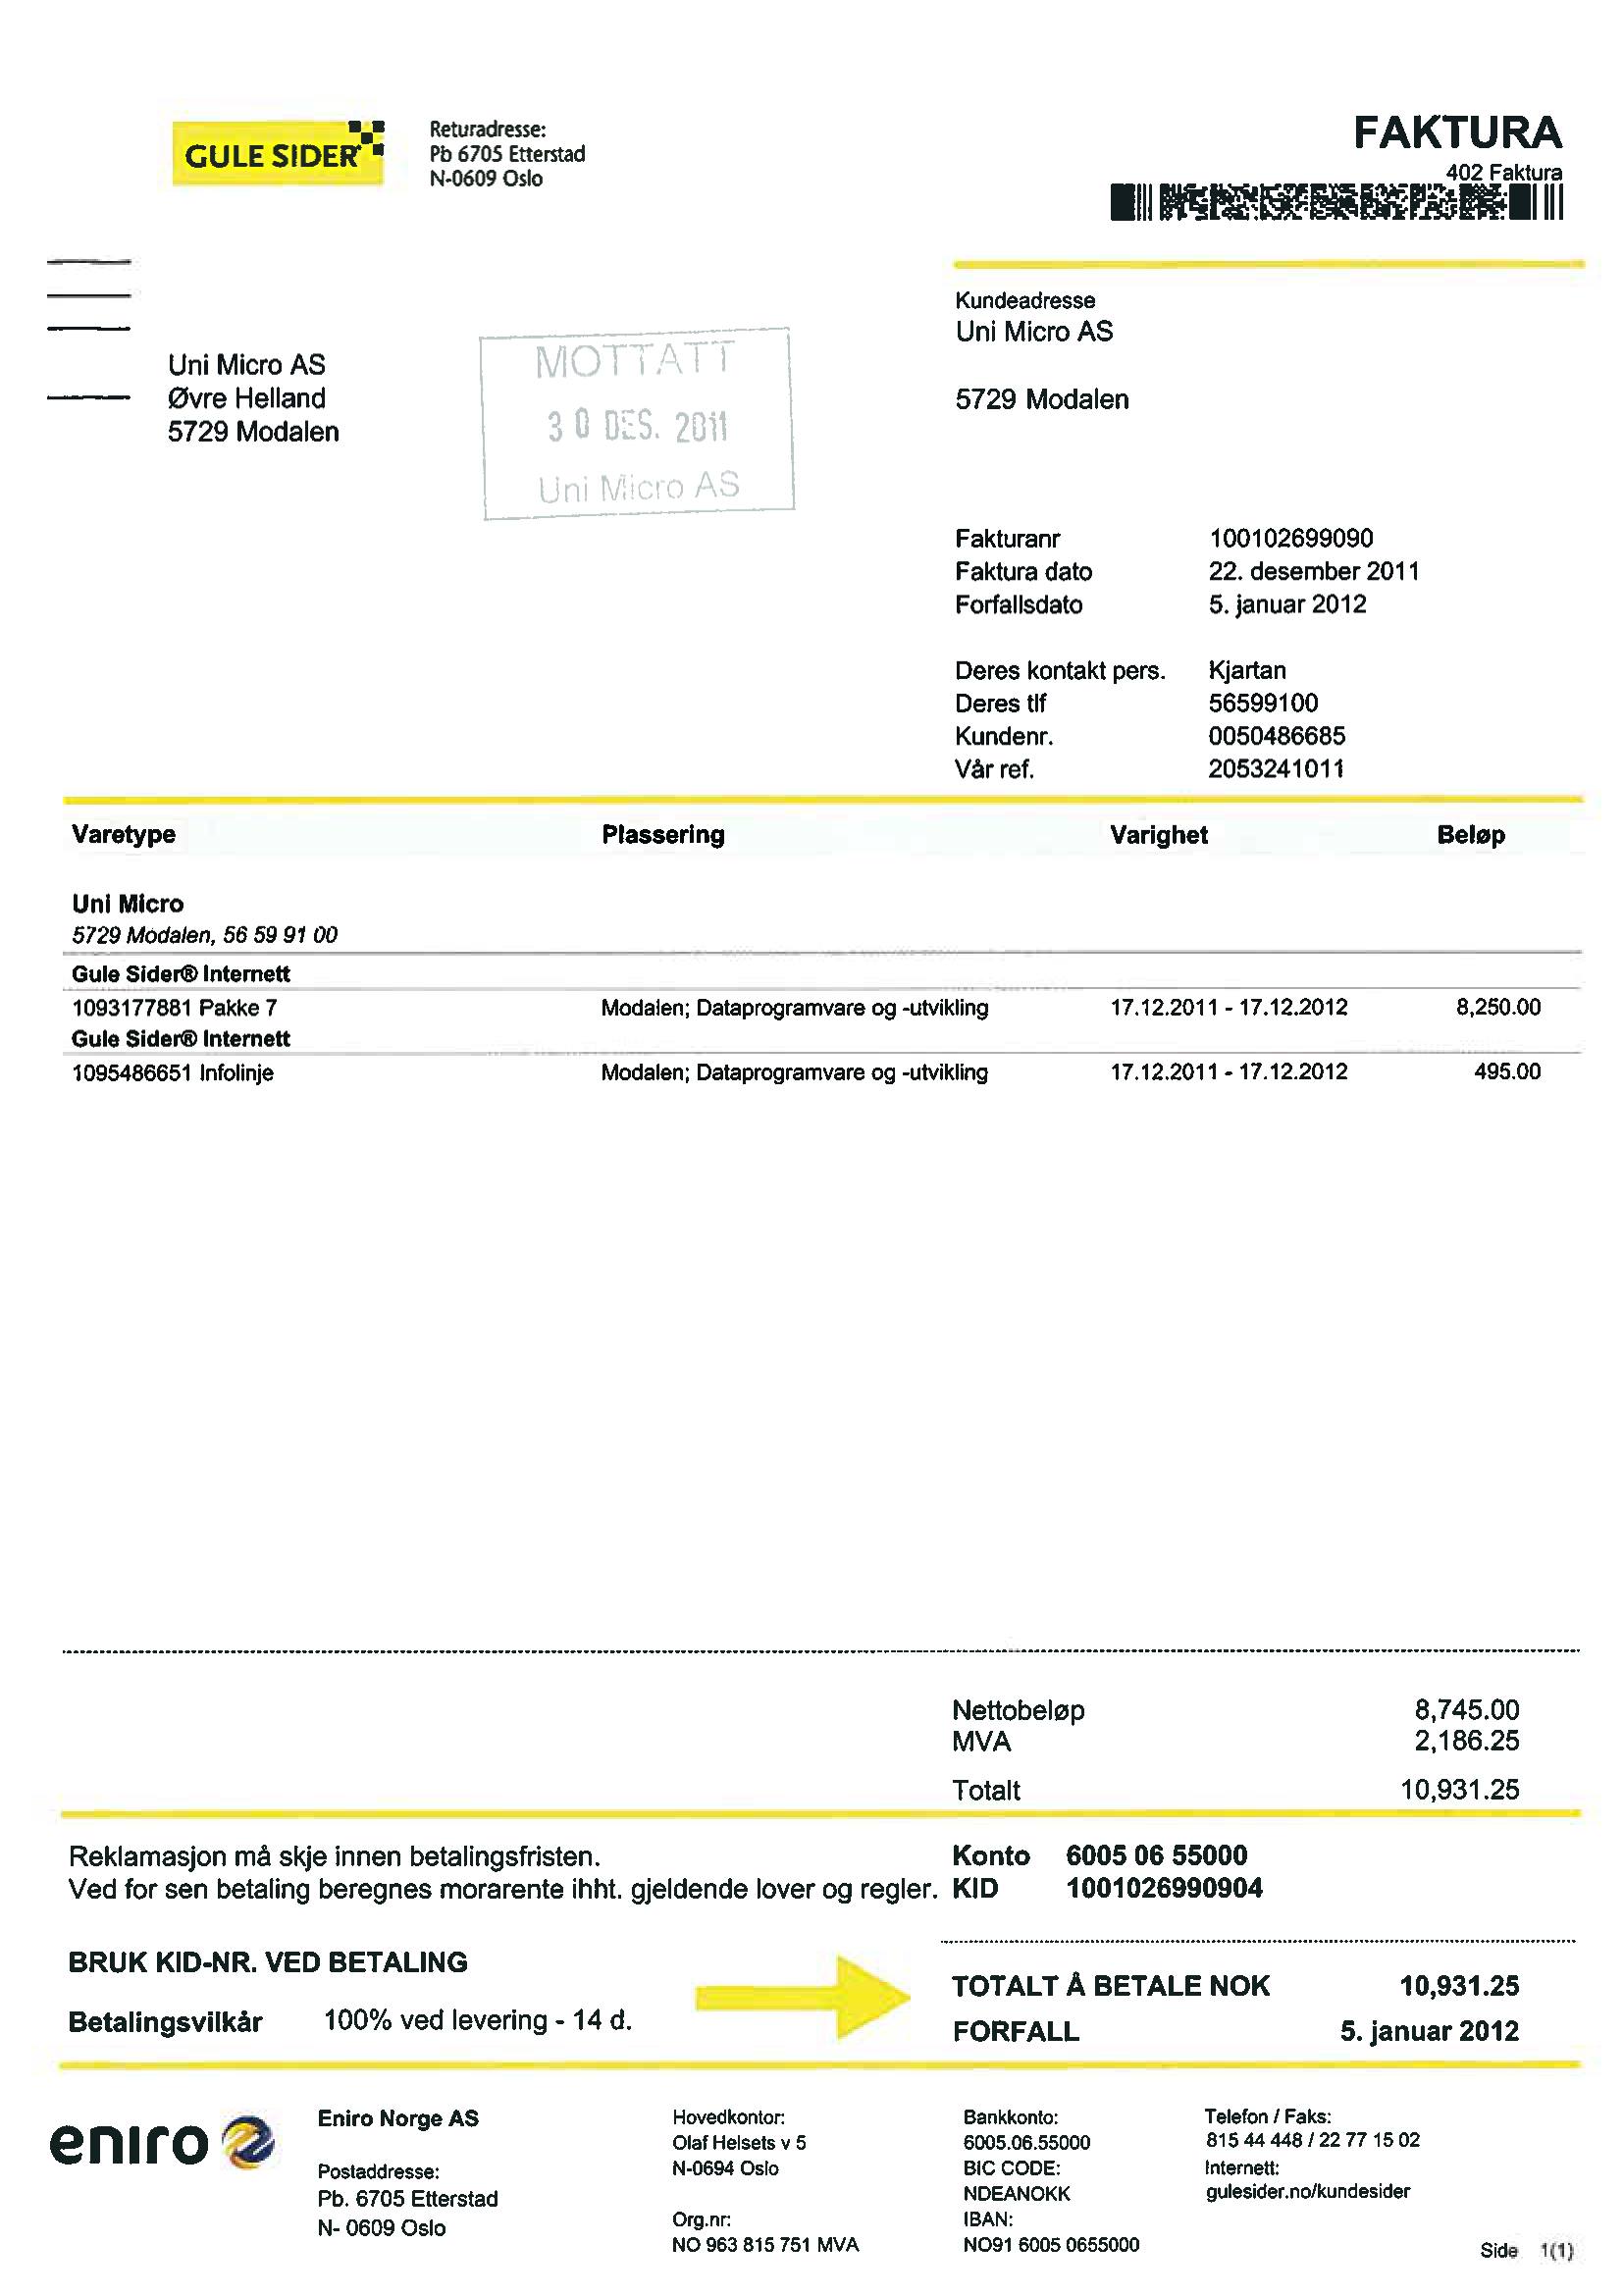 GULE SIDER
Returadresse:
Pb 6705 Etterstad
N-0609 Oslo
FAKTURA
402 Faktura
Uni Micro AS
Øvre Helland
5729 Modalen
MOTTATT
30 DES. 2011
Uni Micro AS
Kundeadresse
Uni Micro AS
5729 Modalen
Fakturanr 100102699090
Faktura dato 22. desember 2011
Forfallsdato 5. januar 2012
Deres kontakt pers. Kjartan
Deres tlf 56599100
Kundenr. 0050486685
Vår ref. 2053241011
Varetype Plassering Varighet Beløp
Uni Micro
5729 Modalen, 56 59 91 00
Gule Sider® Internett
1093177881 Pakke 7 Modalen; Dataprogramvare og -utvikling 17.12.2011 - 17.12.2012 8,250.00
Gule Sider® Internett
1095486651 Infolinje Modalen; Dataprogramvare og -utvikling 17.12.2011 - 17.12.2012 495.00
Nettobeløp 8,745.00
MVA 2,186.25
Totalt 10,931.25
Reklamasjon må skje innen betalingsfristen.
Ved for sen betaling beregnes morarente ihht. gjeldende lover og regler.
Konto 6005 06 55000
KID 1001026990904
BRUK KID-NR. VED BETALING
Betalingsvilkår 100% ved levering - 14 d.
TOTALT Å BETALE NOK 10,931.25
FORFALL 5. januar 2012
eniro
Eniro Norge AS
Postaddresse:
Pb. 6705 Etterstad
N- 0609 Oslo
Hovedkontor:
Olaf Helsets v 5
N-0694 Oslo
Org.nr:
NO 963 815 751 MVA
Bankkonto:
6005.06.55000
BIC CODE:
NDEANOKK
IBAN:
NO91 6005 0655000
Telefon / Faks:
815 44 448 / 22 77 15 02
Internett:
gulesider.no/kundesider
Side 1(1)